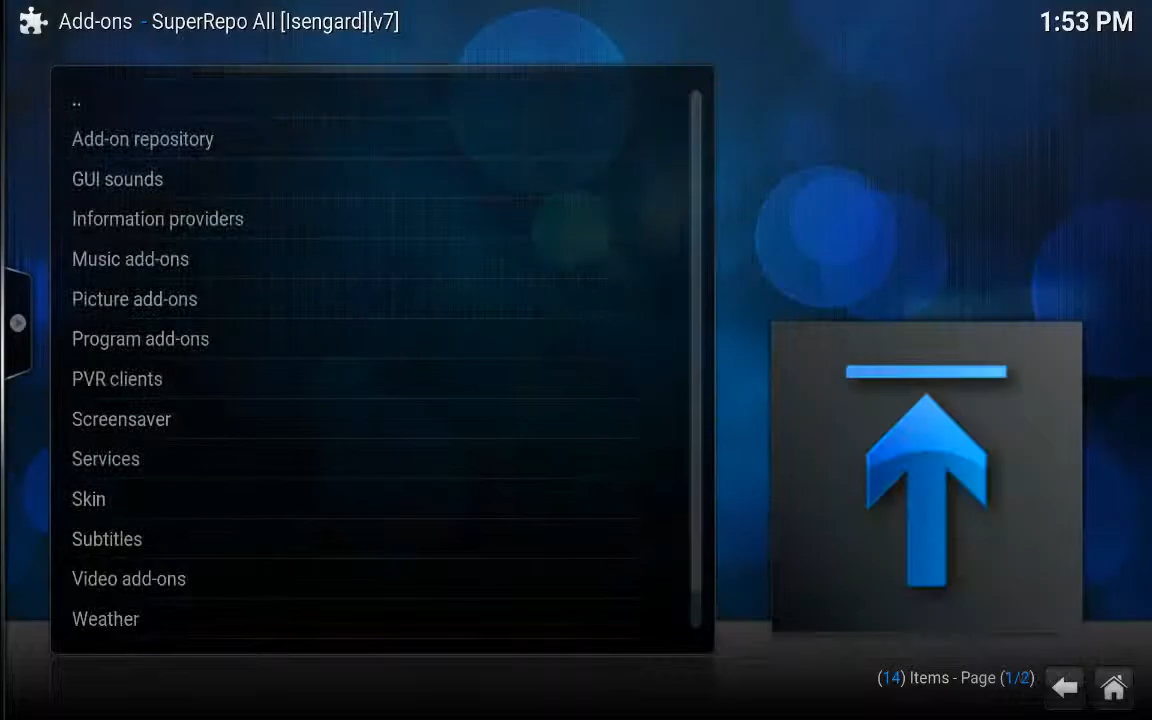 Add-ons - SuperRepo All [Isengard][v7]
1:53 PM
..
Add-on repository
GUI sounds
Information providers
Music add-ons
Picture add-ons
Program add-ons
PVR clients
Screensaver
Services
Skin
Subtitles
Video add-ons
Weather
(14) Items - Page (1/2)